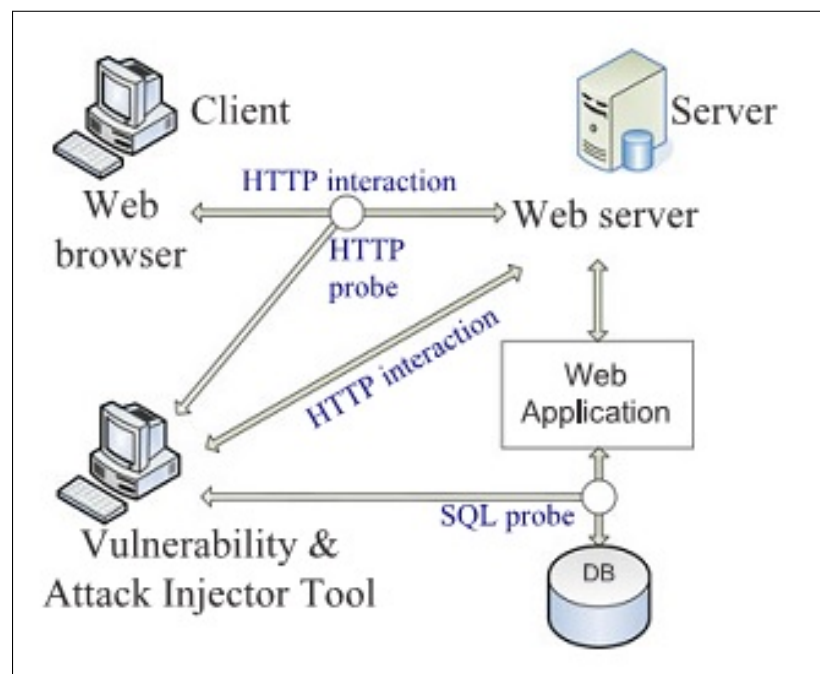 Client
Server
HTTP interaction
Web
browser
Web server
HTTP
probe
HTTP interaction
Web
Application
SQL probe
Vulnerability &
Attack Injector Tool
DB